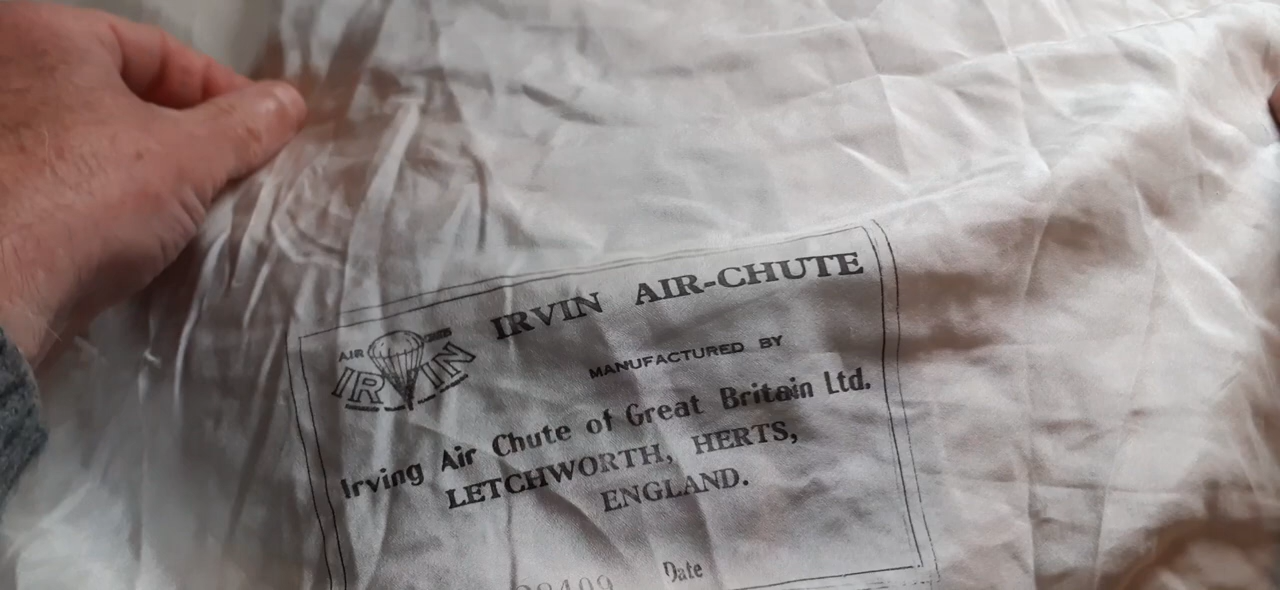 IRVIN AIR-CHUTE
AIR
IRVIN
MANUFACTURED BY
Irving Air Chute of Great Britain Ltd.
LETCHWORTH, HERTS,
ENGLAND.
Date